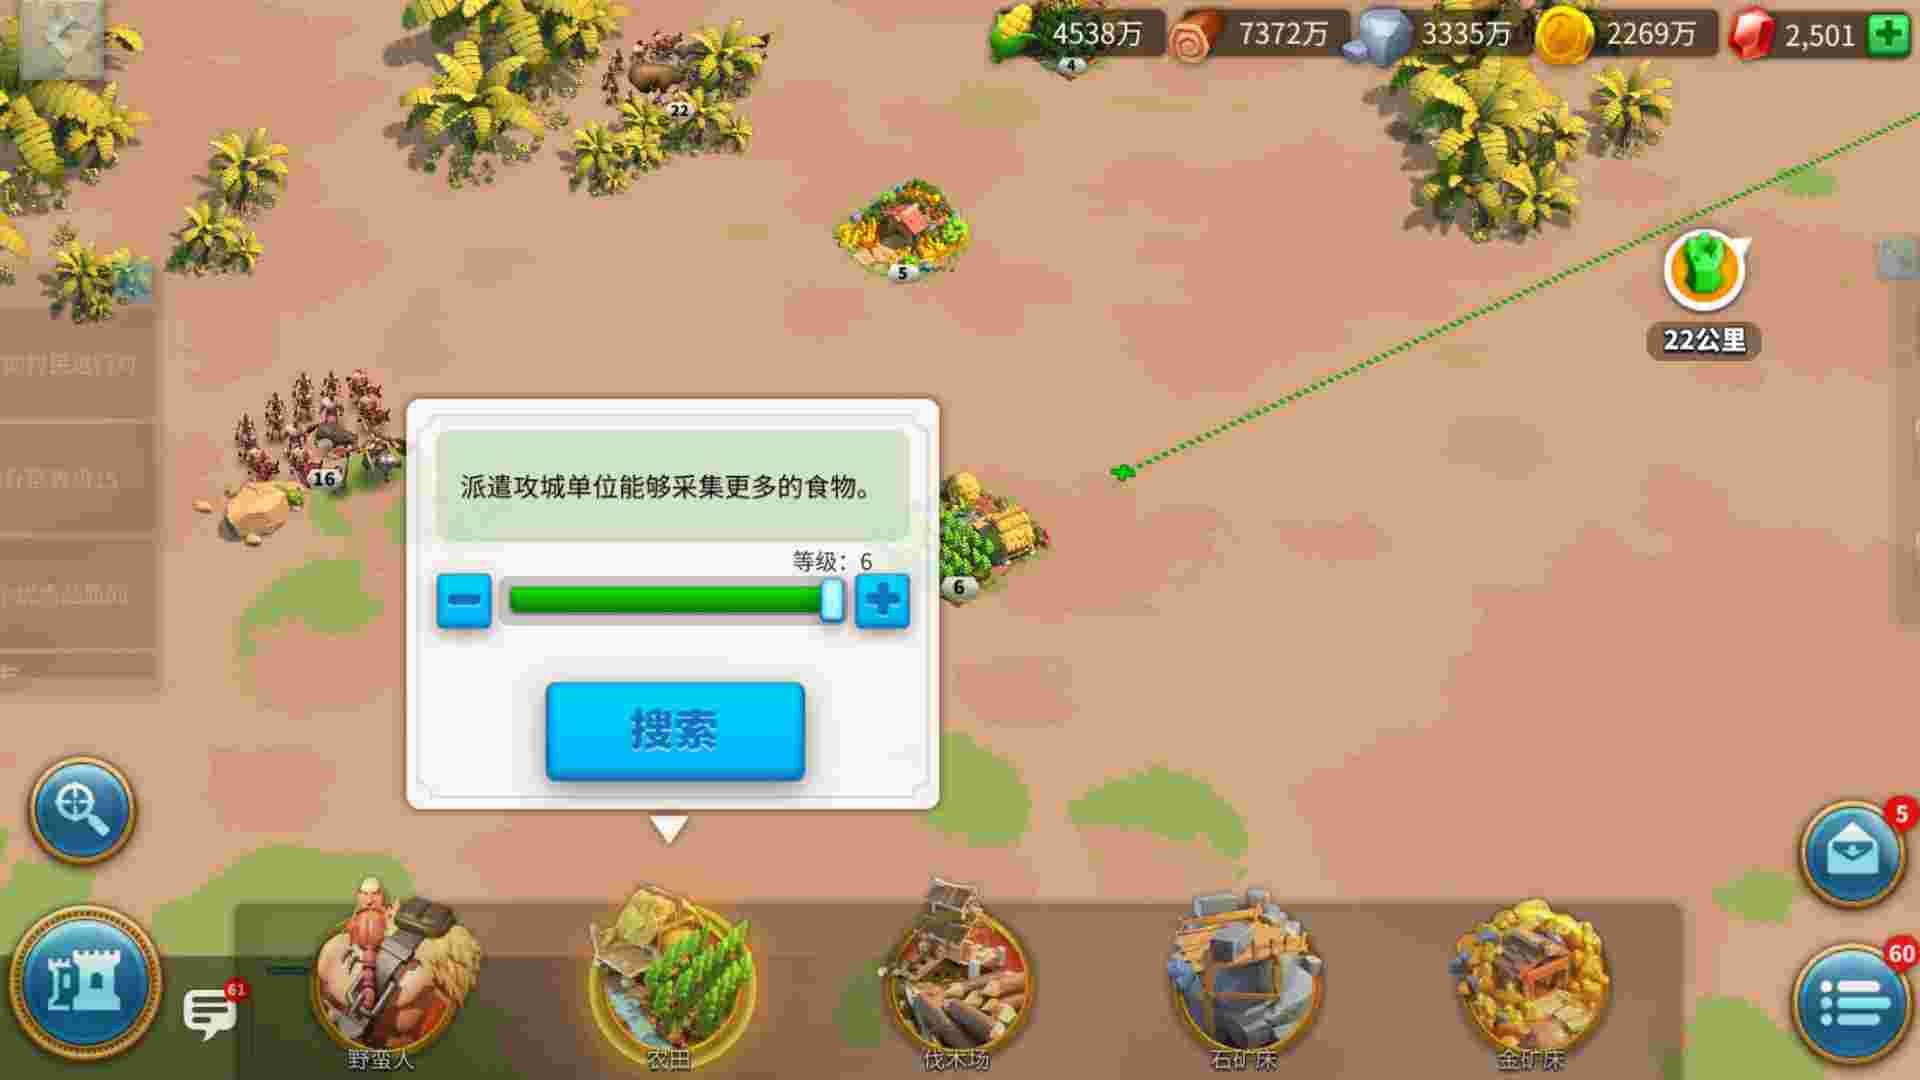 4538万
7372万
3335万
2269万
2,501
4
22
5
22公里
16
派遣攻城单位能够采集更多的食物。
等级：6
6
搜索
5
60
61
野蛮人
农田
伐木场
石矿床
金矿床